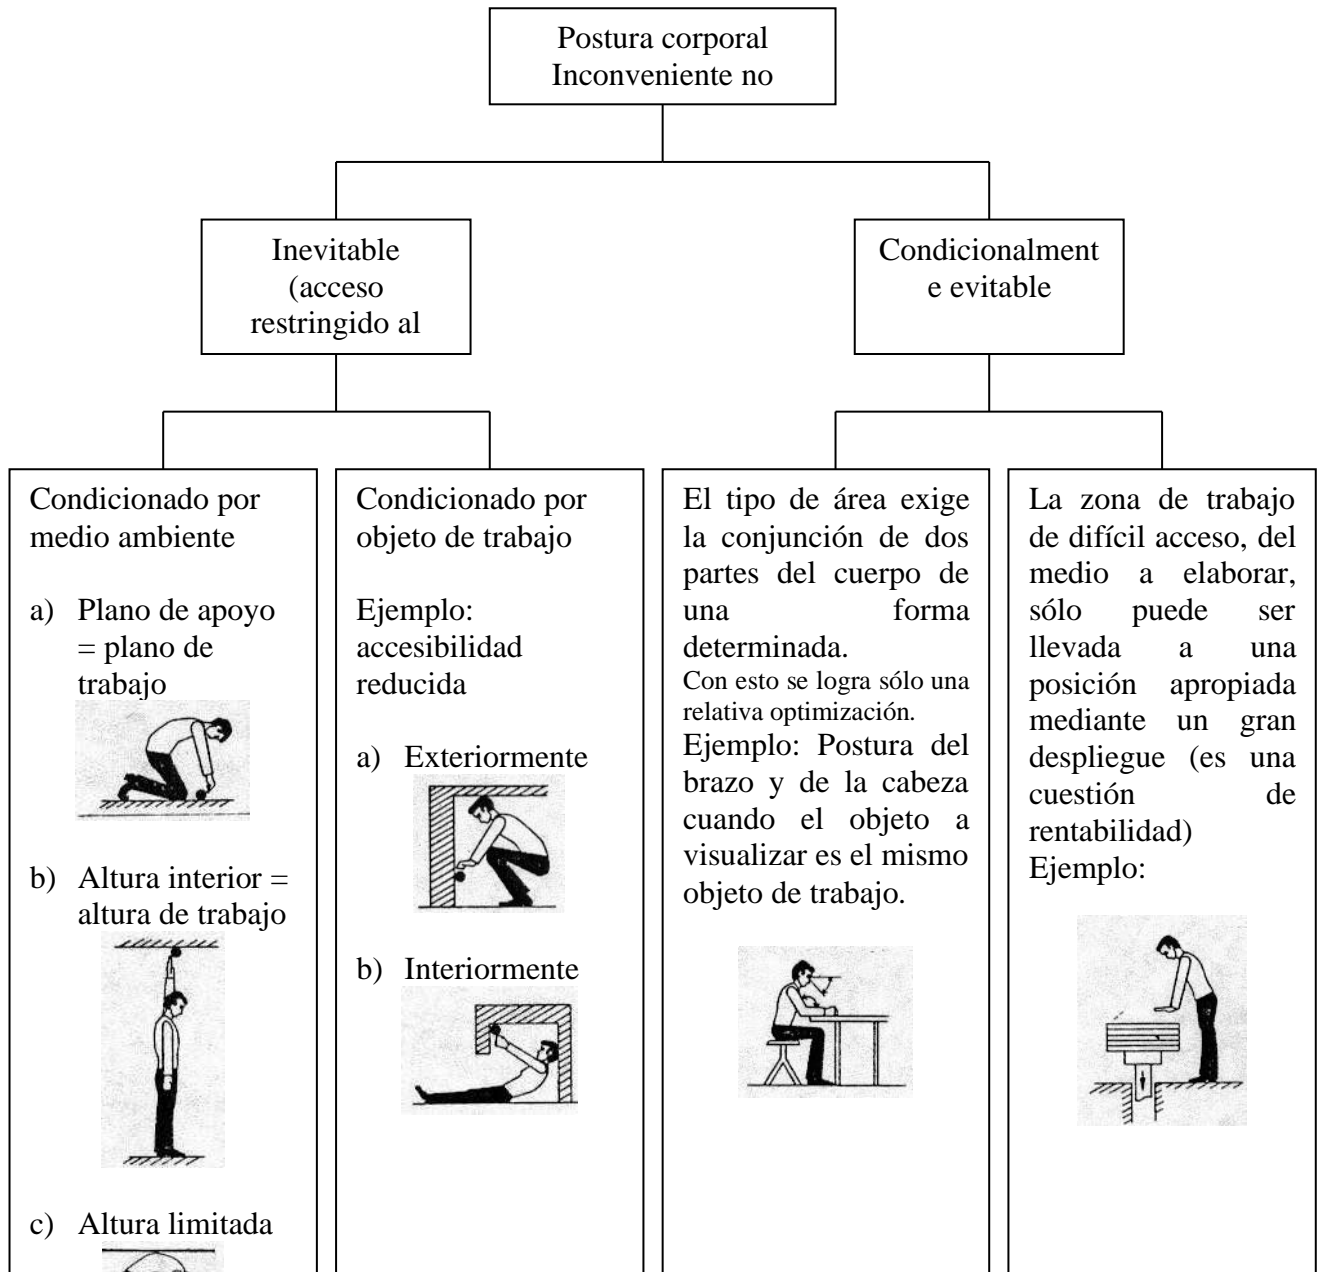 Postura corporal
Inconveniente no
Inevitable
(acceso
restringido al
Condicionalment
e evitable
Condicionado por
medio ambiente
a) Plano de apoyo
= plano de
trabajo
b) Altura interior =
altura de trabajo
c) Altura limitada
Condicionado por
objeto de trabajo
Ejemplo:
accesibilidad
reducida
a) Exteriormente
b) Interiormente
El tipo de área exige
la conjunción de dos
partes del cuerpo de
una forma
determinada.
Con esto se logra sólo una
relativa optimización.
Ejemplo: Postura del
brazo y de la cabeza
cuando el objeto a
visualizar es el mismo
objeto de trabajo.
La zona de trabajo
de difícil acceso, del
medio a elaborar,
sólo puede ser
llevada a una
posición apropiada
mediante un gran
despliegue (es una
cuestión de
rentabilidad)
Ejemplo: